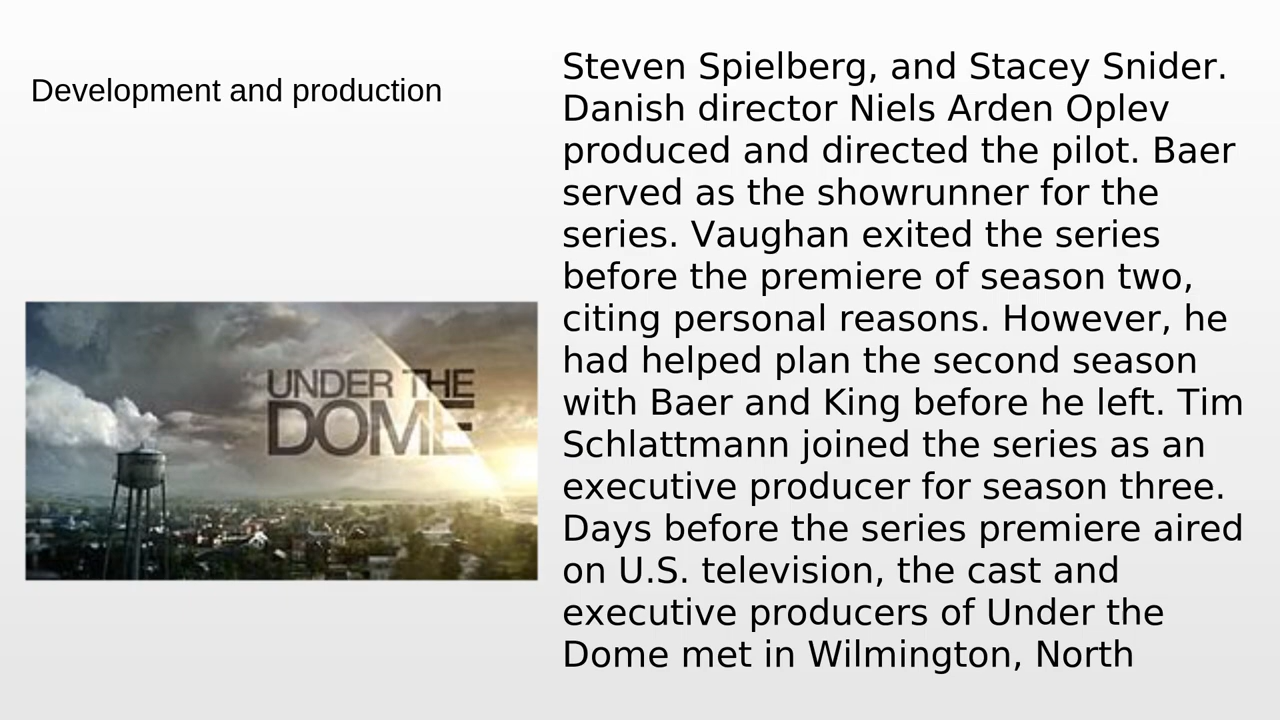 Development and production
Steven Spielberg, and Stacey Snider.
Danish director Niels Arden Oplev
produced and directed the pilot. Baer
served as the showrunner for the
series. Vaughan exited the series
before the premiere of season two,
citing personal reasons. However, he
had helped plan the second season
with Baer and King before he left. Tim
Schlattmann joined the series as an
executive producer for season three.
Days before the series premiere aired
on U.S. television, the cast and
executive producers of Under the
Dome met in Wilmington, North
UNDER THE
DOME